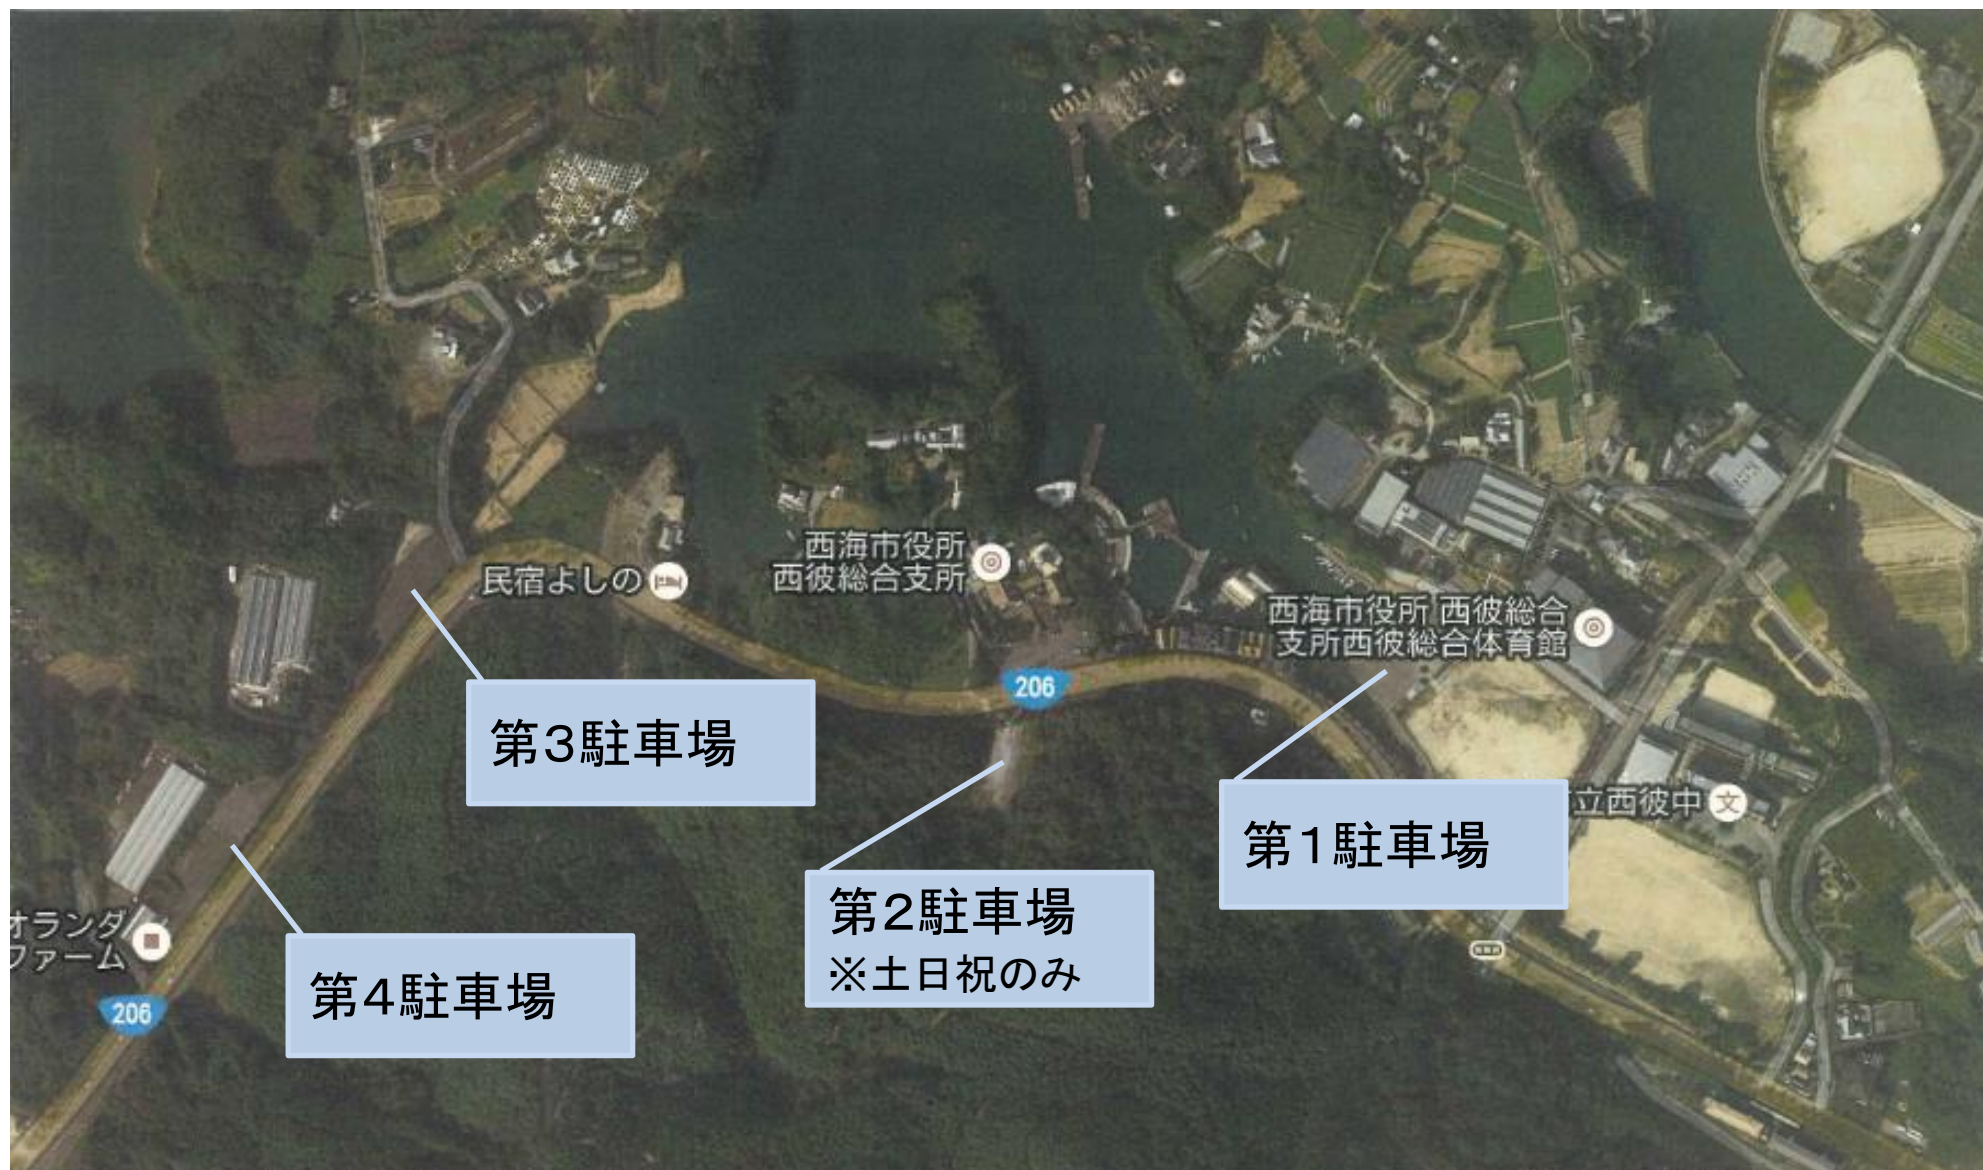 西海市役所
西彼総合支所
民宿よしの
西海市役所 西彼総合
支所西彼総合体育館
206
第3駐車場
第1駐車場
立西彼中
第2駐車場
※土日祝のみ
オランダ
ファーム
第4駐車場
206